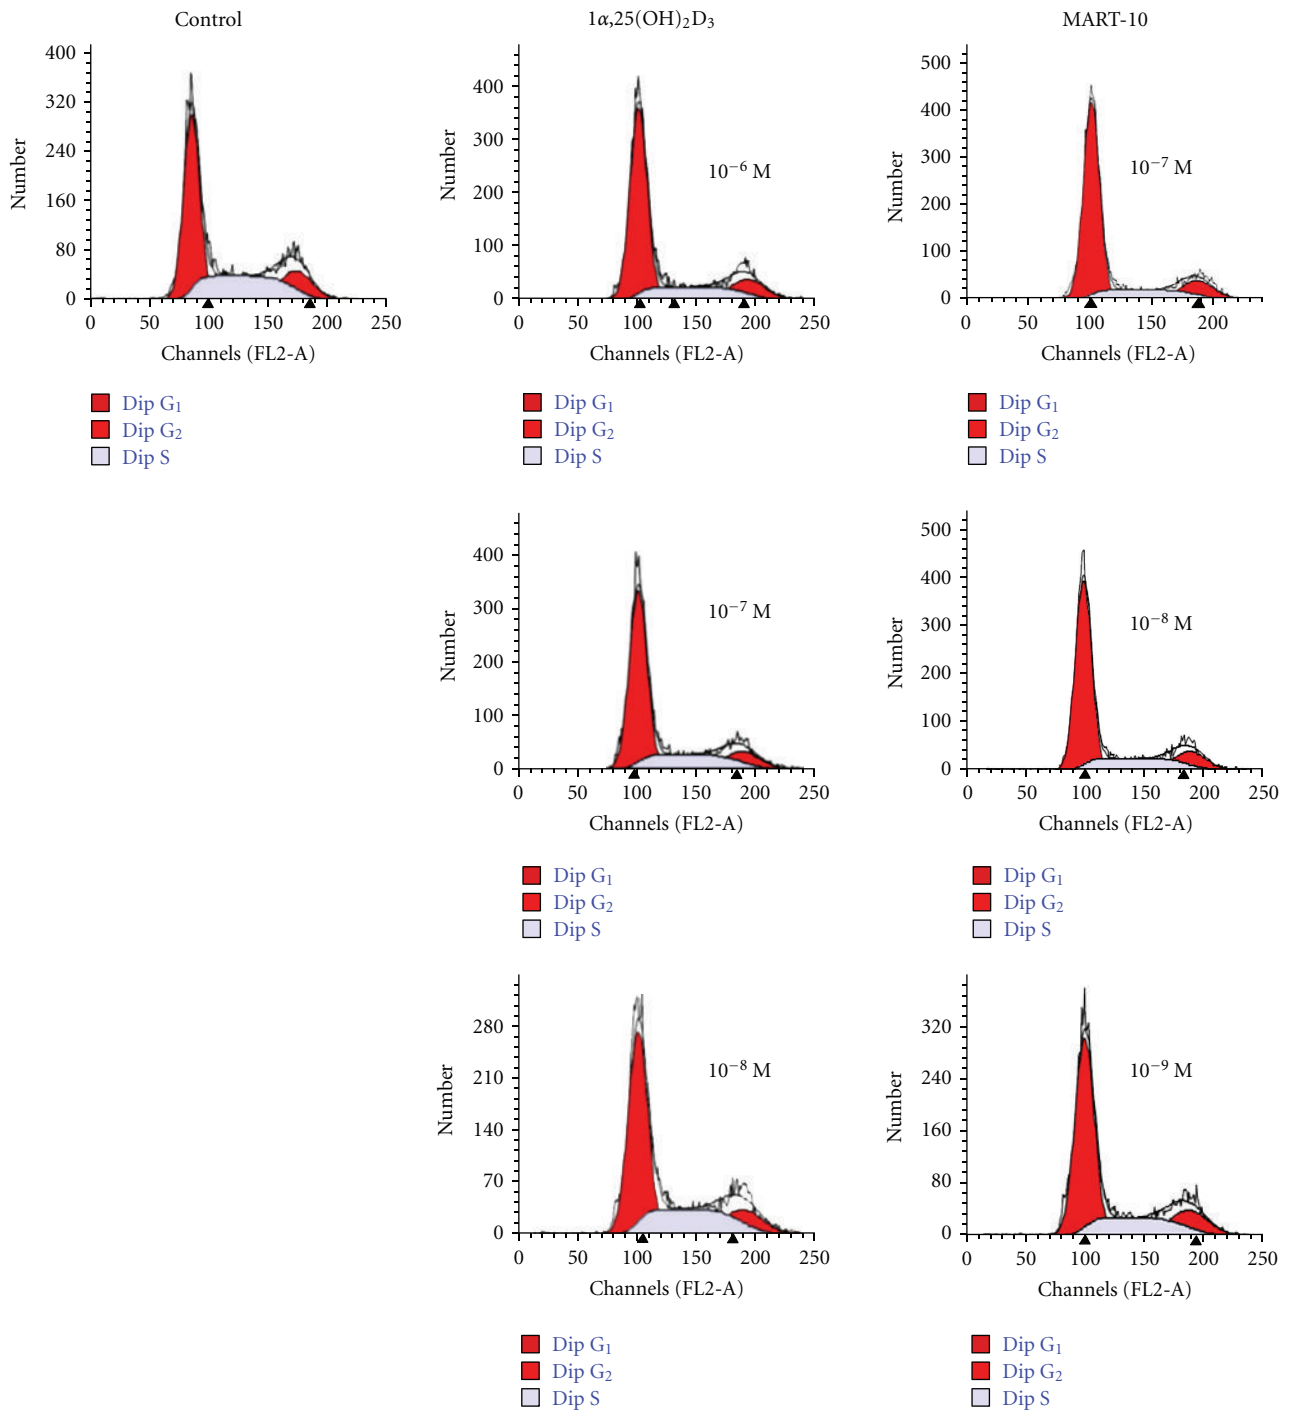 Control
1α,25(OH)₂D₃
MART-10
400
320
240
160
80
0
Number
0 50 100 150 200 250
Channels (FL2-A)
Dip G₁
Dip G₂
Dip S
400
300
200
100
0
Number
10⁻⁶ M
0 50 100 150 200 250
Channels (FL2-A)
Dip G₁
Dip G₂
Dip S
500
400
300
200
100
0
Number
10⁻⁷ M
0 50 100 150 200
Channels (FL2-A)
Dip G₁
Dip G₂
Dip S
400
300
200
100
0
Number
10⁻⁷ M
0 50 100 150 200 250
Channels (FL2-A)
Dip G₁
Dip G₂
Dip S
500
400
300
200
100
0
Number
10⁻⁸ M
0 50 100 150 200 250
Channels (FL2-A)
Dip G₁
Dip G₂
Dip S
280
210
140
70
0
Number
10⁻⁸ M
0 50 100 150 200 250
Channels (FL2-A)
Dip G₁
Dip G₂
Dip S
320
240
160
80
0
Number
10⁻⁹ M
0 50 100 150 200 250
Channels (FL2-A)
Dip G₁
Dip G₂
Dip S